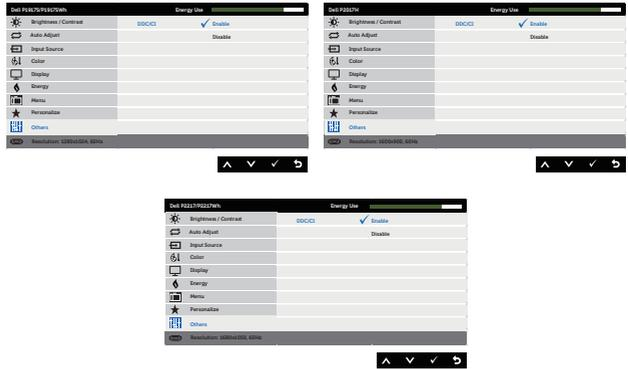 Dell P1917S/P1917SWh Energy Use
Brightness / Contrast DDC/CI Enable
Auto Adjust Disable
Input Source
Color
Display
Energy
Menu
Personalize
Others
Resolution: 1280x1024, 60Hz
Dell P2017H Energy Use
Brightness / Contrast DDC/CI Enable
Auto Adjust Disable
Input Source
Color
Display
Energy
Menu
Personalize
Others
Resolution: 1600x900, 60Hz
Dell P2217/P2217Wh Energy Use
Brightness / Contrast DDC/CI Enable
Auto Adjust Disable
Input Source
Color
Display
Energy
Menu
Personalize
Others
Resolution: 1680x1050, 60Hz